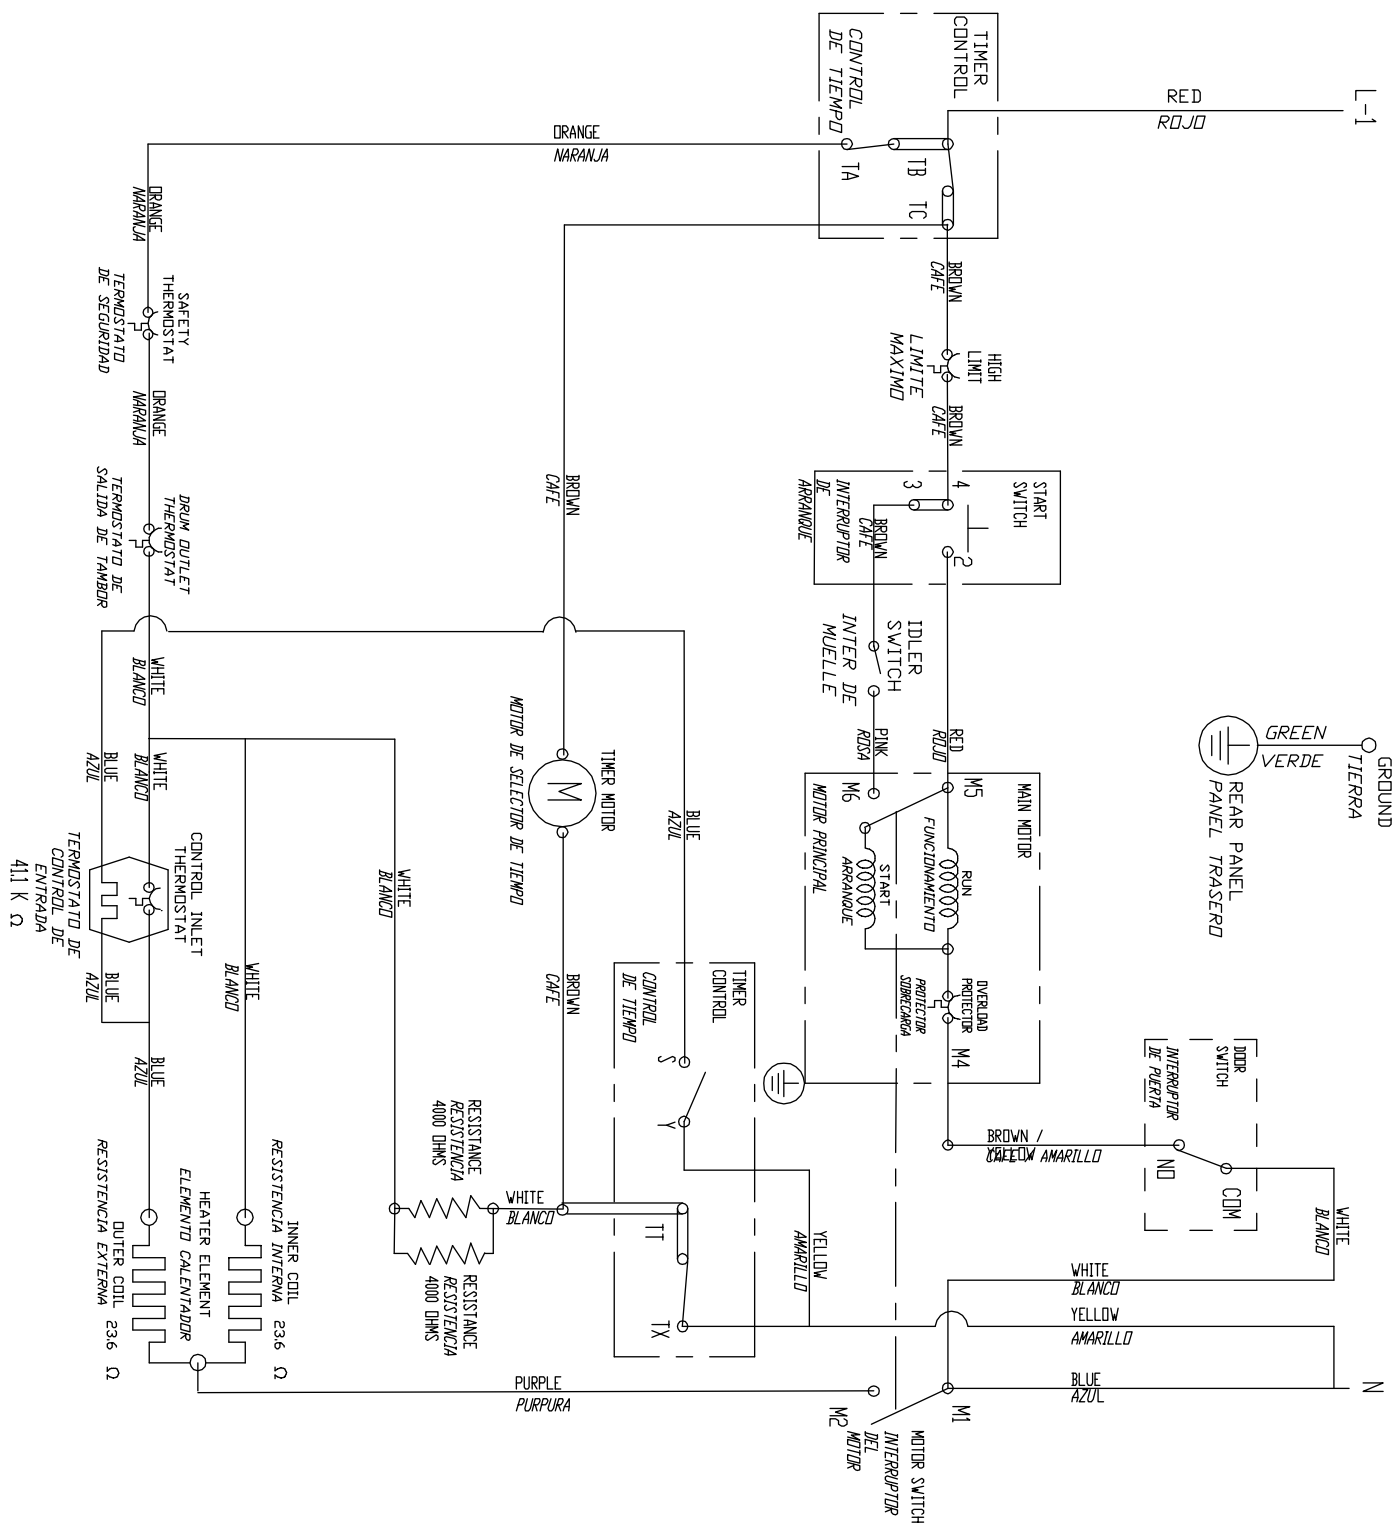 L-1
RED
ROJO
TIMER
CONTROL
CONTROL
DE TIEMPO
TA
TB
TC
ORANGE
NARANJA
ORANGE
NARANJA
SAFETY
THERMOSTAT
TERMOSTATO
DE SEGURIDAD
ORANGE
NARANJA
DRUM OUTLET
THERMOSTAT
TERMOSTATO DE
SALIDA DE TAMBOR
BROWN
CAFE
HIGH
LIMIT
LIMITE
MAXIMO
BROWN
CAFE
START
SWITCH
4
3
2
INTERRUPTOR
DE
ARRANQUE
BROWN
CAFE
BROWN
CAFE
IDLER
SWITCH
INTER DE
MUELLE
PINK
ROSA
RED
ROJO
GROUND
TIERRA
GREEN
VERDE
REAR PANEL
PANEL TRASERO
MAIN MOTOR
MOTOR PRINCIPAL
M5
M6
RUN
FUNCIONAMIENTO
START
ARRANQUE
OVERLOAD
PROTECTOR
PROTECTOR
SOBRECARGA
M4
WHITE
BLANCO
WHITE
BLANCO
BLUE
AZUL
CONTROL INLET
THERMOSTAT
TERMOSTATO DE
CONTROL DE
ENTRADA
41.1 K Ω
BLUE
AZUL
BLUE
AZUL
WHITE
BLANCO
WHITE
BLANCO
TIMER MOTOR
M
MOTOR DE SELECTOR DE TIEMPO
BLUE
AZUL
BROWN
CAFE
TIMER
CONTROL
CONTROL
DE TIEMPO
S
Y
TT
TX
RESISTANCE
RESISTENCIA
4000 OHMS
RESISTANCE
RESISTENCIA
4000 OHMS
WHITE
BLANCO
YELLOW
AMARILLO
DOOR
SWITCH
INTERRUPTOR
DE PUERTA
NO
COM
BROWN /
YELLOW
CAFE / AMARILLO
WHITE
BLANCO
WHITE
BLANCO
YELLOW
AMARILLO
BLUE
AZUL
N
M1
M2
MOTOR SWITCH
INTERRUPTOR
DEL
MOTOR
PURPLE
PURPURA
INNER COIL 23.6 Ω
RESISTENCIA INTERNA
HEATER ELEMENT
ELEMENTO CALENTADOR
OUTER COIL 23.6 Ω
RESISTENCIA EXTERNA